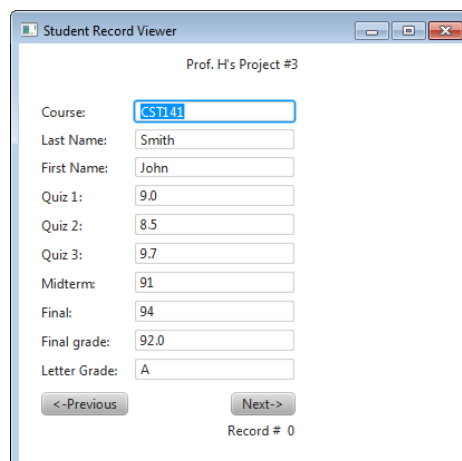 Student Record Viewer
Prof. H's Project #3
Course: CST141
Last Name: Smith
First Name: John
Quiz 1: 9.0
Quiz 2: 8.5
Quiz 3: 9.7
Midterm: 91
Final: 94
Final grade: 92.0
Letter Grade: A
<-Previous Next->
Record # 0